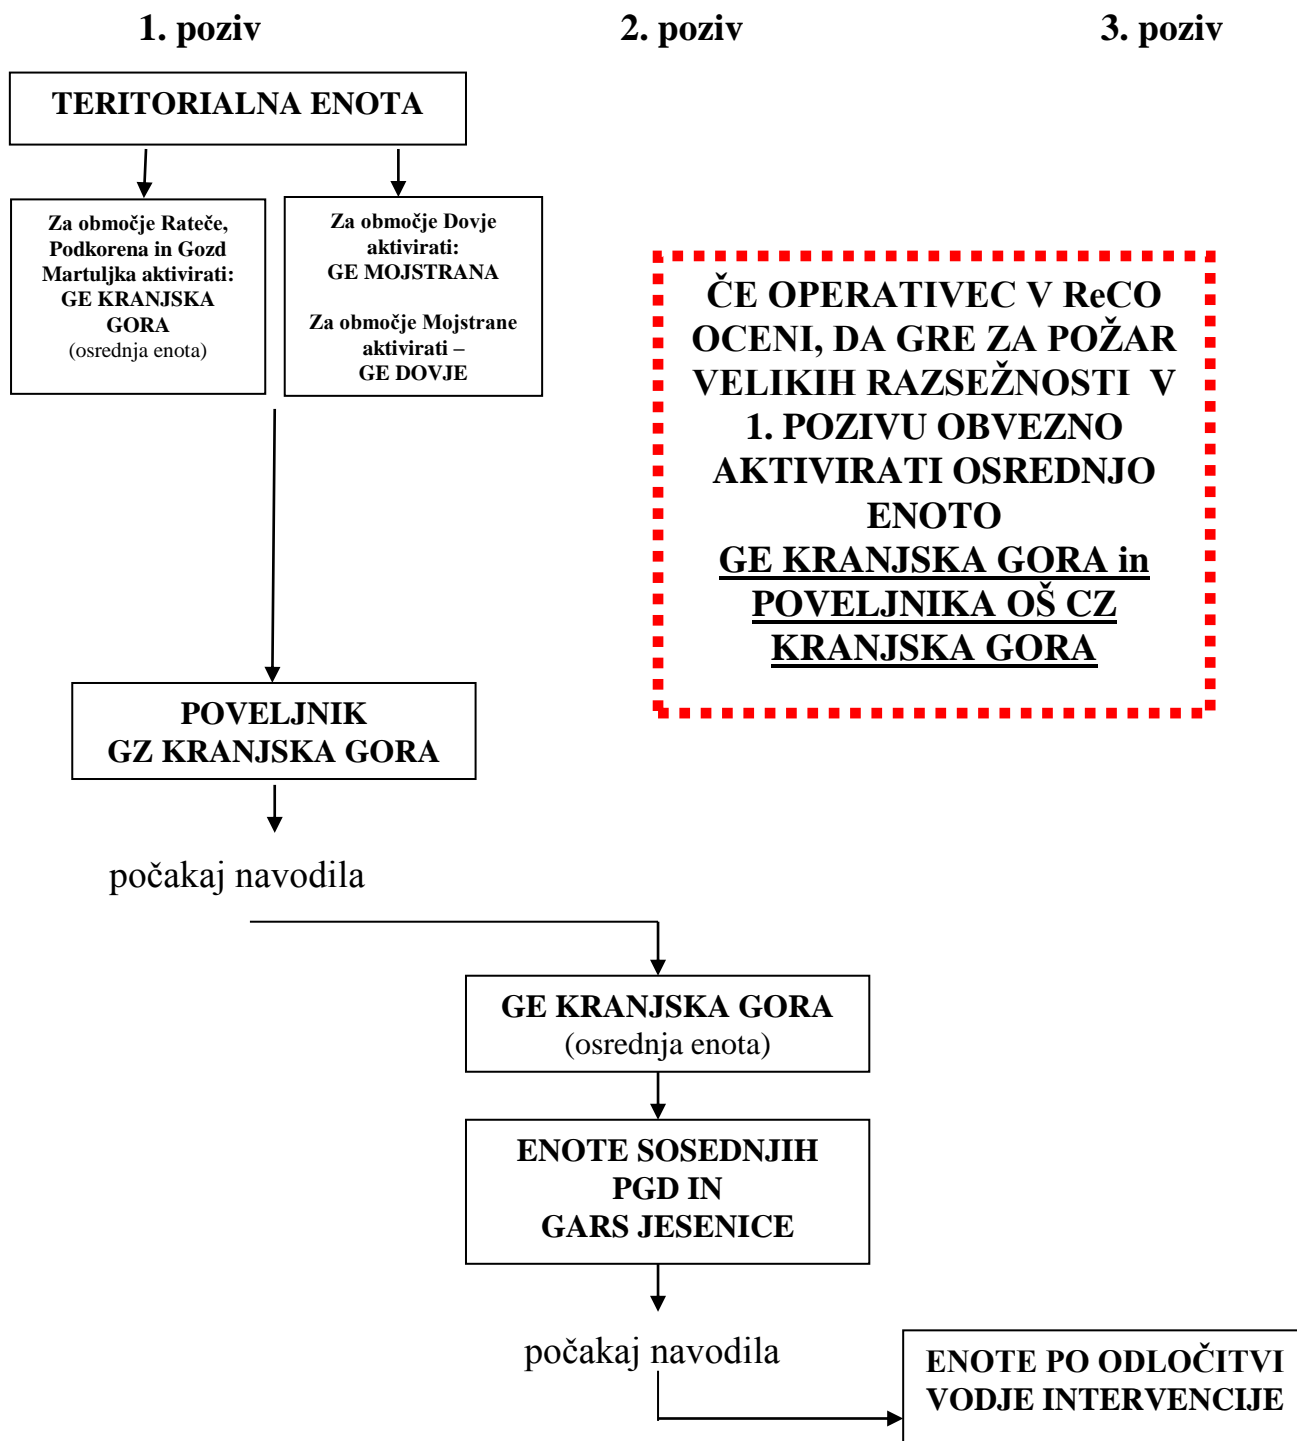 1. poziv
2. poziv
3. poziv
TERITORIALNA ENOTA
Za območje Rateče,
Podkorena in Gozd
Martuljka aktivirati:
GE KRANJSKA
GORA
(osrednja enota)
Za območje Dovje
aktivirati:
GE MOJSTRANA
Za območje Mojstrane
aktivirati –
GE DOVJE
ČE OPERATIVEC V ReCO
OCENI, DA GRE ZA POŽAR
VELIKIH RAZSEŽNOSTI V
1. POZIVU OBVEZNO
AKTIVIRATI OSREDNJO
ENOTO
GE KRANJSKA GORA in
POVELJNIKA OŠ CZ
KRANJSKA GORA
POVELJNIK
GZ KRANJSKA GORA
počakaj navodila
GE KRANJSKA GORA
(osrednja enota)
ENOTE SOSEDNJIH
PGD IN
GARS JESENICE
počakaj navodila
ENOTE PO ODLOČITVI
VODJE INTERVENCIJE